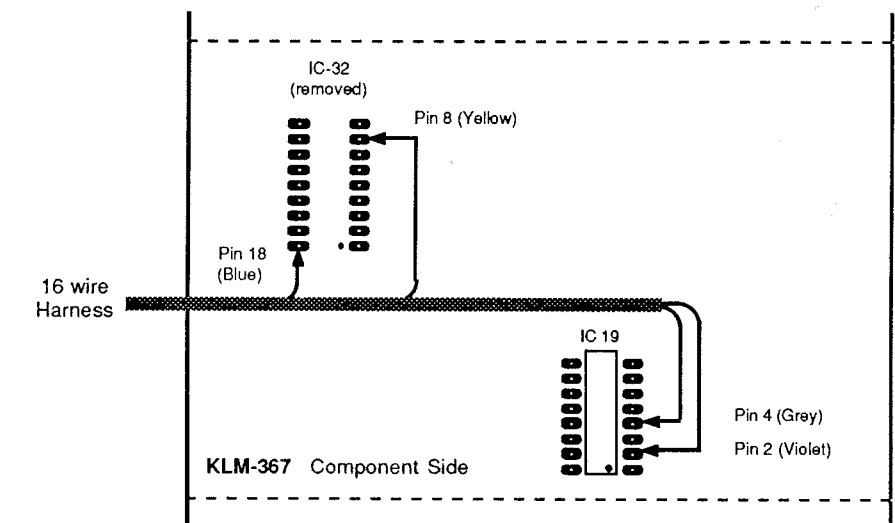 IC-32
(removed)
Pin 8 (Yellow)
Pin 18
(Blue)
16 wire
Harness
IC 19
Pin 4 (Grey)
Pin 2 (Violet)
KLM-367 Component Side